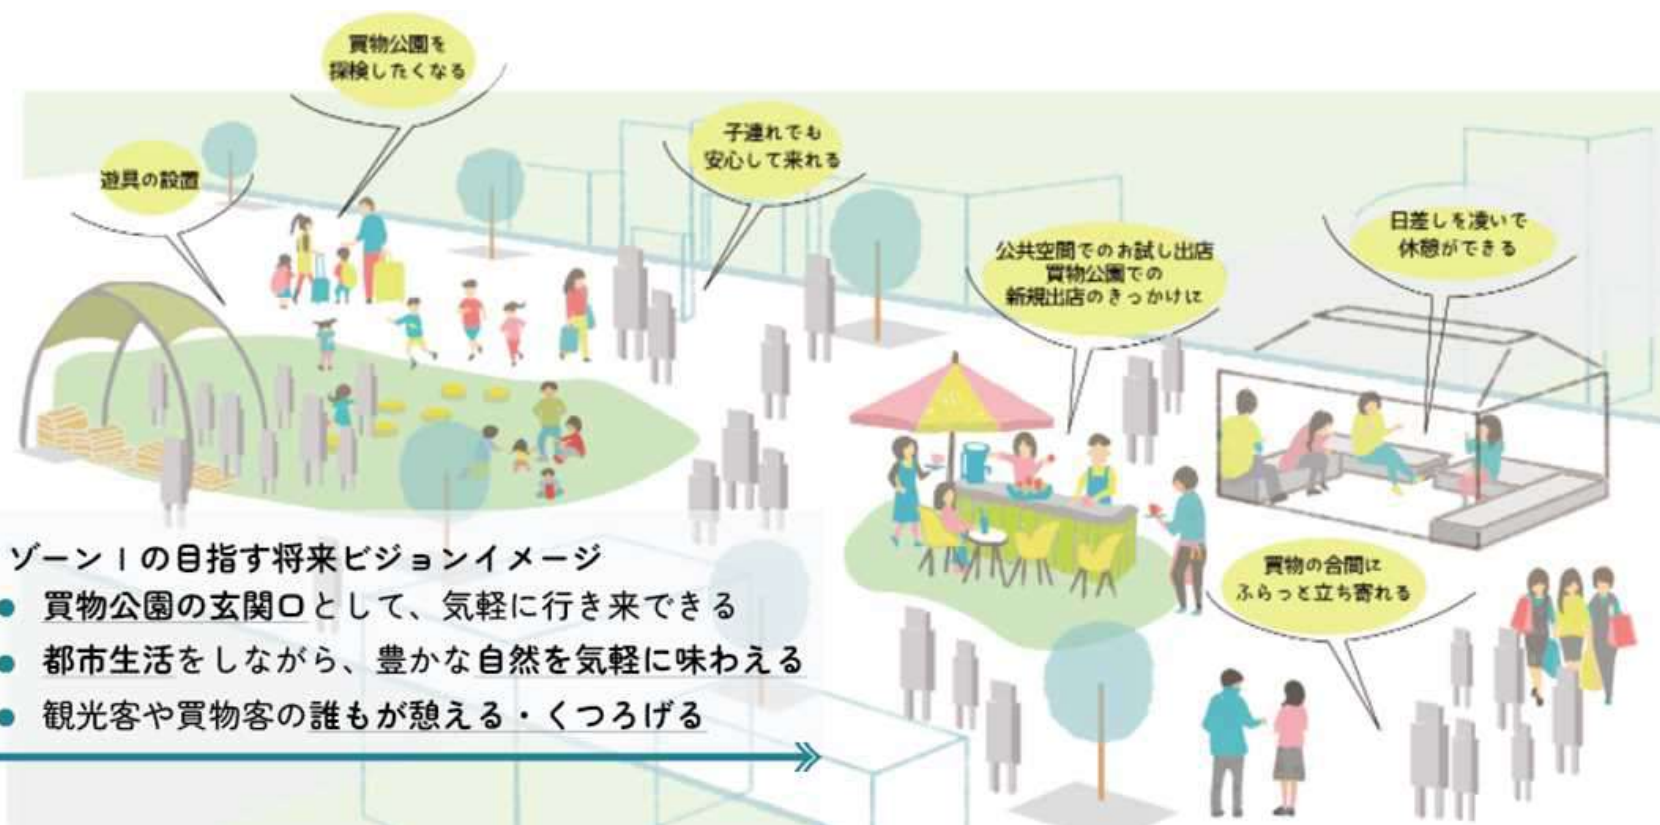 買物公園を
探検したくなる
遊具の設置
子連れでも
安心して来れる
公共空間でのお試し出店
買物公園での
新規出店のきっかけに
日差しを凌いで
休憩ができる
買物の合間に
ふらっと立ち寄れる
ゾーン1の目指す将来ビジョンイメージ
● 買物公園の玄関口として、気軽に行き来できる
● 都市生活をしながら、豊かな自然を気軽に味わえる
● 観光客や買物客の誰もが憩える・くつろげる